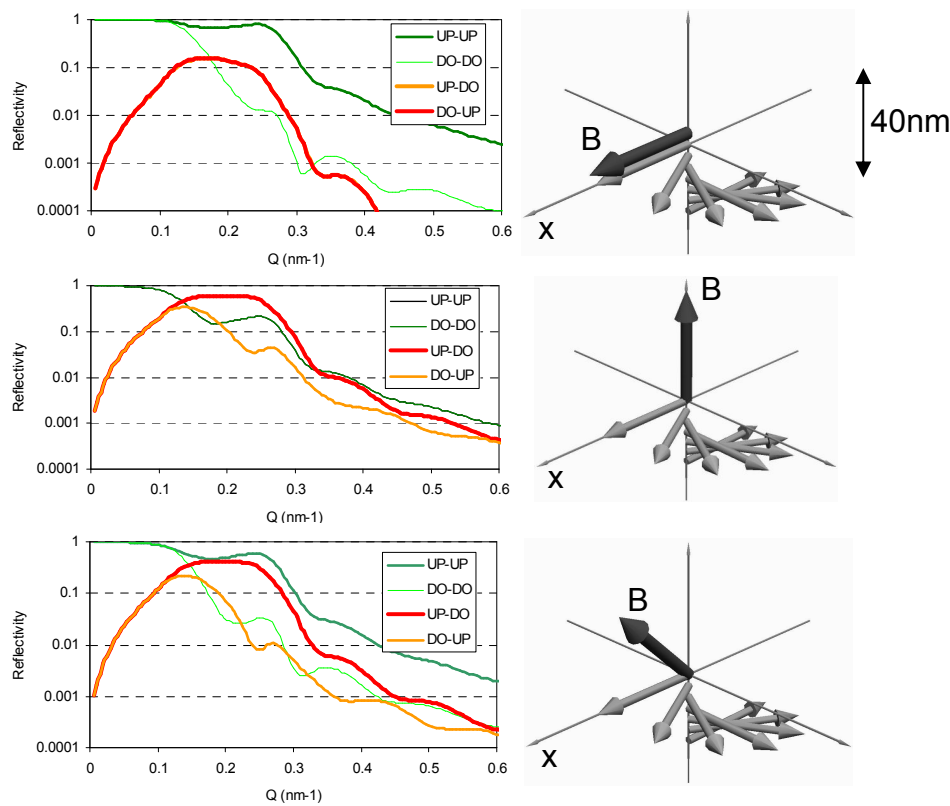 Reflectivity
1
0.1
0.01
0.001
0.0001
0 0.1 0.2 0.3 0.4 0.5 0.6
Q (nm-1)
UP-UP
DO-DO
UP-DO
DO-UP
B
x
40nm
Reflectivity
1
0.1
0.01
0.001
0.0001
0 0.1 0.2 0.3 0.4 0.5 0.6
Q (nm-1)
UP-UP
DO-DO
UP-DO
DO-UP
B
x
Reflectivity
1
0.1
0.01
0.001
0.0001
0 0.1 0.2 0.3 0.4 0.5 0.6
Q (nm-1)
UP-UP
DO-DO
UP-DO
DO-UP
B
x